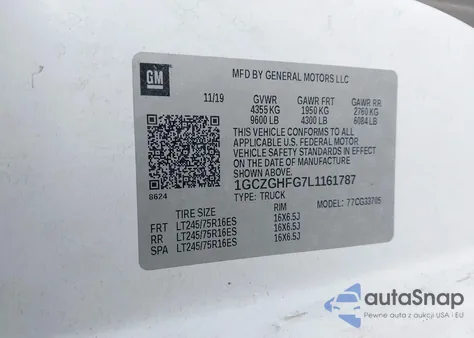 GM
MFD BY GENERAL MOTORS LLC
11/19 GVWR GAWR FRT GAWR RR
4355 KG 1950 KG 2760 KG
9600 LB 4300 LB 6084 LB
THIS VEHICLE CONFORMS TO ALL
APPLICABLE U.S. FEDERAL MOTOR
VEHICLE SAFETY STANDARDS IN EFFECT
ON THE DATE OF MANUFACTURE
SHOWN ABOVE.
1GCZGHFG7L1161787
8624 TYPE: TRUCK MODEL: 77CG33705
TIRE SIZE RIM
FRT LT245/75R16ES 16X6.5J
RR LT245/75R16ES 16X6.5J
SPA LT245/75R16ES 16X6.5J
autoSnap
Pewne auta z aukcji USA i EU